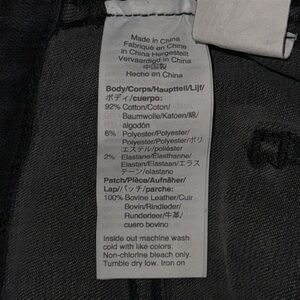 Made in China
Fabriqué en Chine
in China Hergestellt
Vervaardigd in China
中国製
Hecho en China
Body/Corps/Hauptteil/Lijf/
ボディ/cuerpo:
92% Cotton/Coton/
Baumwolle/Katoen/綿/
algodón
6% Polyester/Polyester/
Polyester/Polyester/ポリ
エステル/poliéster
2% Elastane/Elasthanne/
Elasthan/Elastaan/エラス
テーン/elastano
Patch/Pièce/Aufnäher/
Lap/パッチ/parche:
100% Bovine Leather/Cuir
Bovin/Rindleder/
Runderleer/牛革/
cuero bovino
Inside out machine wash
cold with like colors.
Non-chlorine bleach only.
Tumble dry low. Iron on